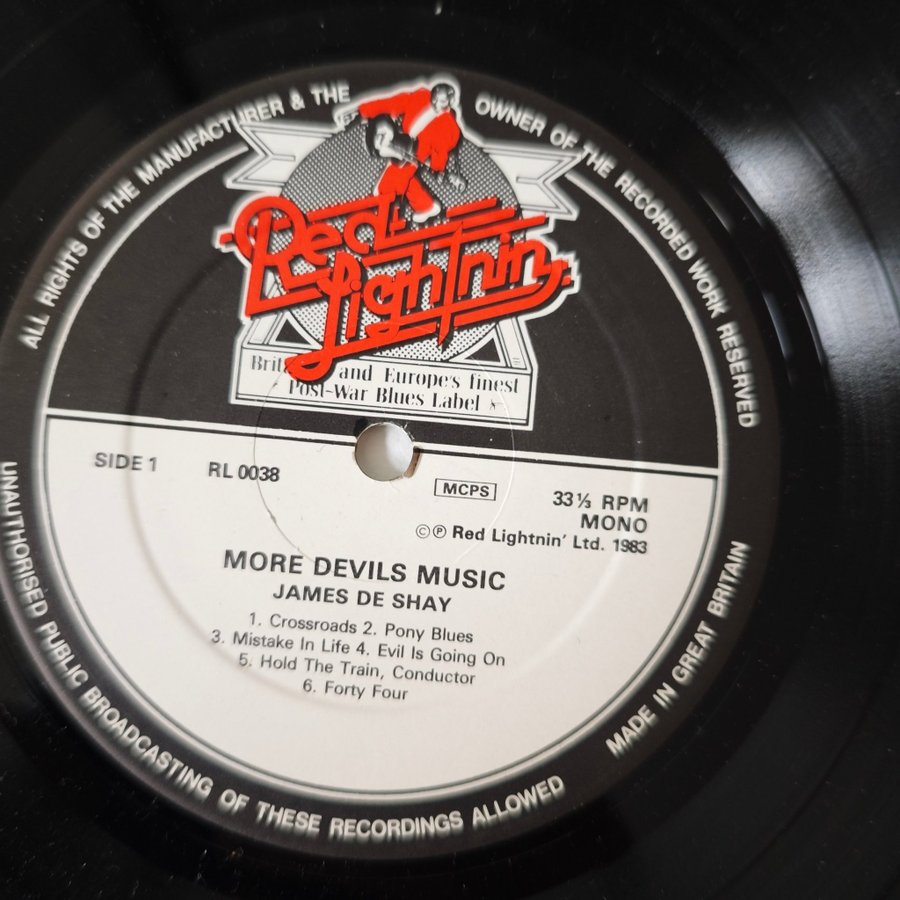 ALL RIGHTS OF THE MANUFACTURER & THE OWNER OF THE RECORDED WORK RESERVED
Red
Lightnin'
and Europe's finest
Post-War Blues Label
SIDE 1 RL 0038 MCPS 33⅓ RPM
MONO
© ℗ Red Lightnin' Ltd. 1983
MORE DEVILS MUSIC
JAMES DE SHAY
1. Crossroads 2. Pony Blues
3. Mistake In Life 4. Evil Is Going On
5. Hold The Train, Conductor
6. Forty Four
UNAUTHORISED PUBLIC BROADCASTING OF THESE RECORDINGS ALLOWED
MADE IN GREAT BRITAIN